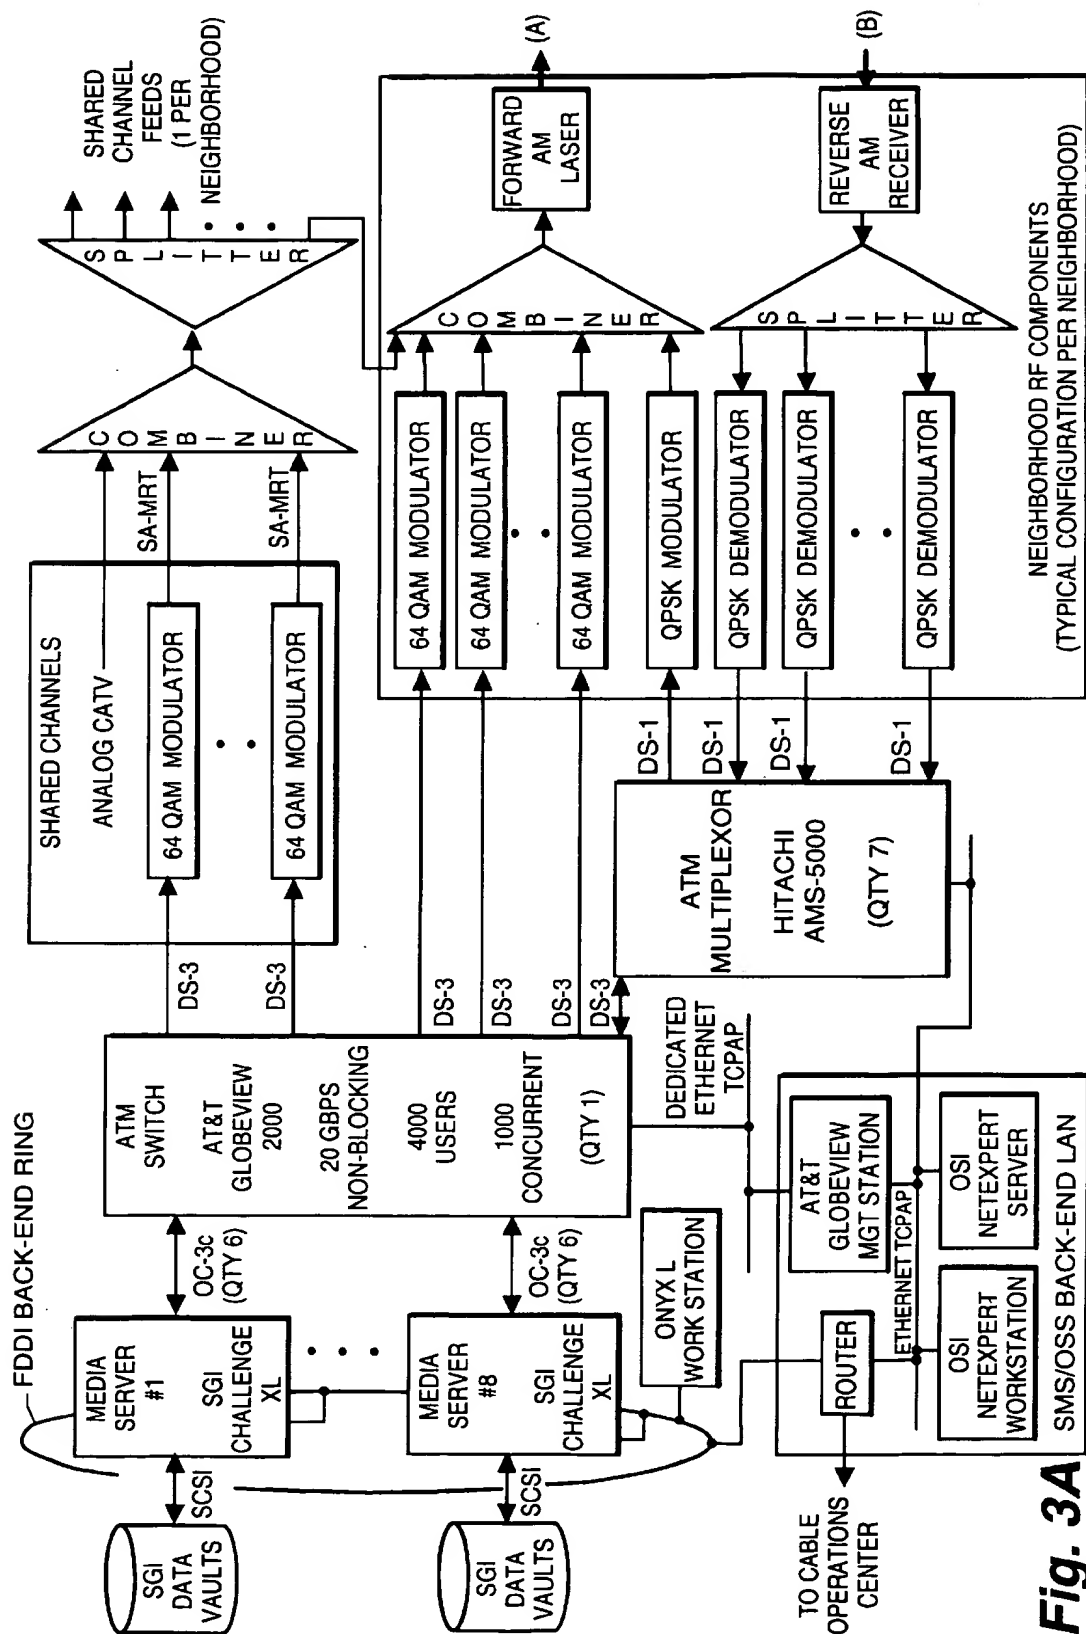 FDDI BACK-END RING
SGI
DATA
VAULTS
SCSI
MEDIA
SERVER
#1
SGI
CHALLENGE
XL
OC-3c
(QTY 6)
SGI
DATA
VAULTS
SCSI
MEDIA
SERVER
#8
SGI
CHALLENGE
XL
OC-3c
(QTY 6)
ONYX L
WORK STATION
ATM
SWITCH
AT&T
GLOBEVIEW
2000
20 GBPS
NON-BLOCKING
4000
USERS
1000
CONCURRENT
(QTY 1)
DS-3
DS-3
DS-3
DS-3
DS-3
DS-3
SHARED CHANNELS
ANALOG CATV
64 QAM MODULATOR
64 QAM MODULATOR
SA-MRT
SA-MRT
COMBINER
SPLITTER
SHARED
CHANNEL
FEEDS
(1 PER
NEIGHBORHOOD)
64 QAM MODULATOR
64 QAM MODULATOR
64 QAM MODULATOR
QPSK MODULATOR
QPSK DEMODULATOR
QPSK DEMODULATOR
QPSK DEMODULATOR
COMBINER
SPLITTER
FORWARD
AM
LASER
(A)
REVERSE
AM
RECEIVER
(B)
NEIGHBORHOOD RF COMPONENTS
(TYPICAL CONFIGURATION PER NEIGHBORHOOD)
DS-1
DS-1
DS-1
DS-1
ATM
MULTIPLEXOR
HITACHI
AMS-5000
(QTY 7)
DEDICATED
ETHERNET
TCPAP
AT&T
GLOBEVIEW
MGT STATION
ROUTER
ETHERNET TCPAP
OSI
NETEXPERT
WORKSTATION
OSI
NETEXPERT
SERVER
SMS/OSS BACK-END LAN
TO CABLE
OPERATIONS
CENTER
Fig. 3A